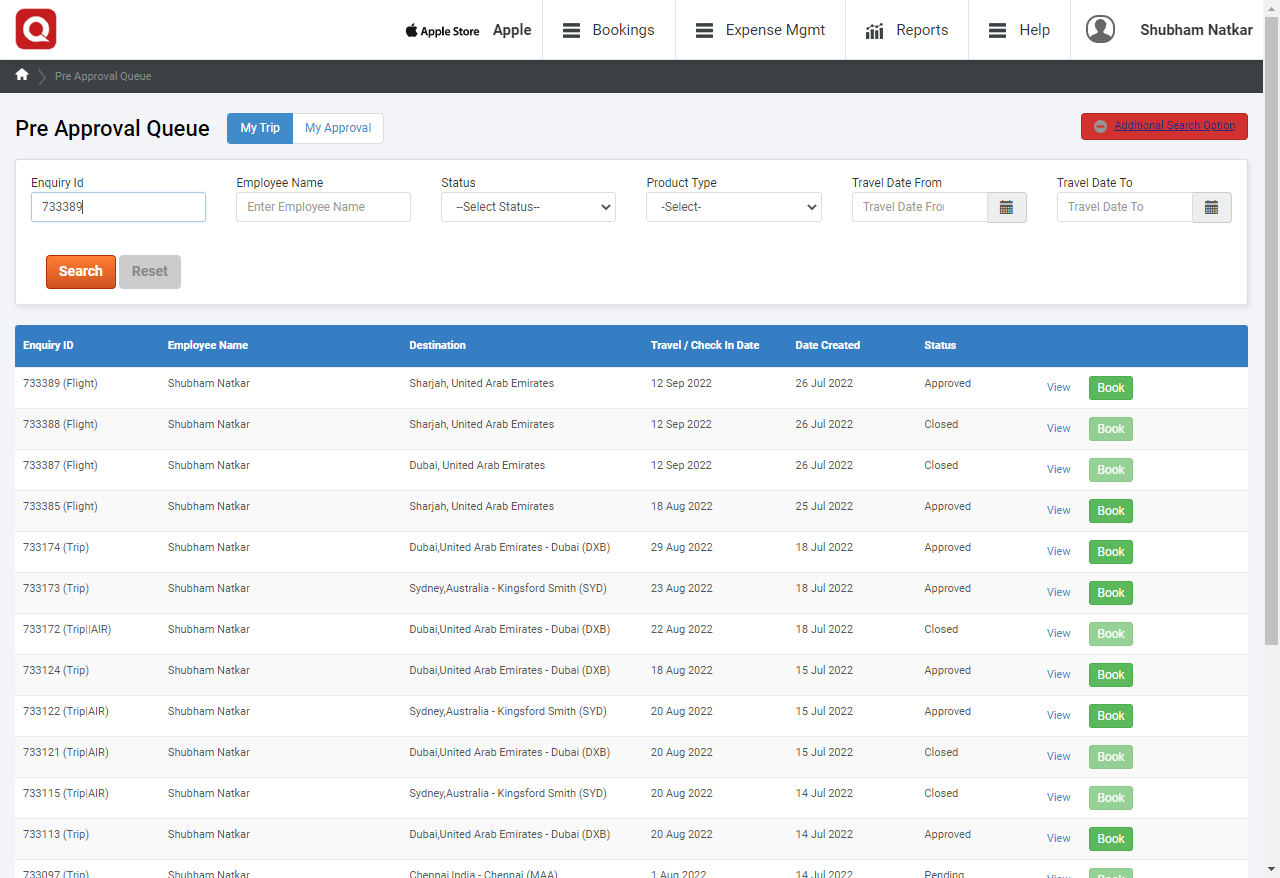 Apple Store Apple Bookings Expense Mgmt Reports Help Shubham Natkar
Pre Approval Queue
Pre Approval Queue My Trip My Approval Additional Search Option
Enquiry Id Employee Name Status Product Type Travel Date From Travel Date To
733389 Enter Employee Name --Select Status-- -Select- Travel Date From Travel Date To
Search Reset
Enquiry ID Employee Name Destination Travel / Check In Date Date Created Status
733389 (Flight) Shubham Natkar Sharjah, United Arab Emirates 12 Sep 2022 26 Jul 2022 Approved View Book
733388 (Flight) Shubham Natkar Sharjah, United Arab Emirates 12 Sep 2022 26 Jul 2022 Closed View Book
733387 (Flight) Shubham Natkar Dubai, United Arab Emirates 12 Sep 2022 26 Jul 2022 Closed View Book
733385 (Flight) Shubham Natkar Sharjah, United Arab Emirates 18 Aug 2022 25 Jul 2022 Approved View Book
733174 (Trip) Shubham Natkar Dubai,United Arab Emirates - Dubai (DXB) 29 Aug 2022 18 Jul 2022 Approved View Book
733173 (Trip) Shubham Natkar Sydney,Australia - Kingsford Smith (SYD) 23 Aug 2022 18 Jul 2022 Approved View Book
733172 (Trip||AIR) Shubham Natkar Dubai,United Arab Emirates - Dubai (DXB) 22 Aug 2022 18 Jul 2022 Closed View Book
733124 (Trip) Shubham Natkar Dubai,United Arab Emirates - Dubai (DXB) 18 Aug 2022 15 Jul 2022 Approved View Book
733122 (Trip|AIR) Shubham Natkar Sydney,Australia - Kingsford Smith (SYD) 20 Aug 2022 15 Jul 2022 Approved View Book
733121 (Trip|AIR) Shubham Natkar Dubai,United Arab Emirates - Dubai (DXB) 20 Aug 2022 15 Jul 2022 Closed View Book
733115 (Trip|AIR) Shubham Natkar Sydney,Australia - Kingsford Smith (SYD) 20 Aug 2022 14 Jul 2022 Closed View Book
733113 (Trip) Shubham Natkar Dubai,United Arab Emirates - Dubai (DXB) 20 Aug 2022 14 Jul 2022 Approved View Book
733097 (Trip) Shubham Natkar Chennai,India - Chennai (MAA) 1 Aug 2022 14 Jul 2022 Pending View Book